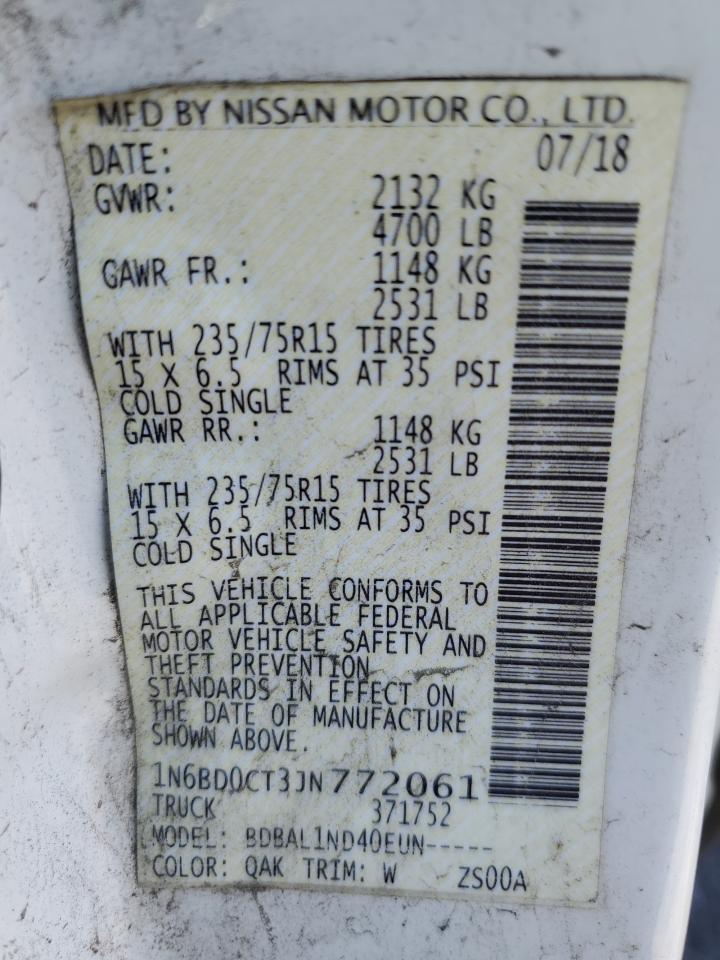 MFD BY NISSAN MOTOR CO., LTD.
DATE: 07/18
GVWR: 2132 KG
4700 LB
GAWR FR.: 1148 KG
2531 LB
WITH 235/75R15 TIRES
15 X 6.5 RIMS AT 35 PSI
COLD SINGLE
GAWR RR.: 1148 KG
2531 LB
WITH 235/75R15 TIRES
15 X 6.5 RIMS AT 35 PSI
COLD SINGLE
THIS VEHICLE CONFORMS TO
ALL APPLICABLE FEDERAL
MOTOR VEHICLE SAFETY AND
THEFT PREVENTION
STANDARDS IN EFFECT ON
THE DATE OF MANUFACTURE
SHOWN ABOVE.
1N6BD0CT3JN772061
TRUCK 371752
MODEL: BDBAL1ND40EUN-----
COLOR: QAK TRIM: W ZS00A